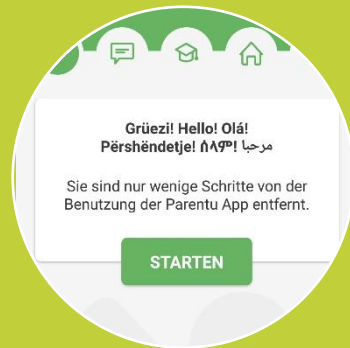 Grüezi! Hello! Olá!
Përshëndetje! ሰላም! مرحبا
Sie sind nur wenige Schritte von der
Benutzung der Parentu App entfernt.
STARTEN